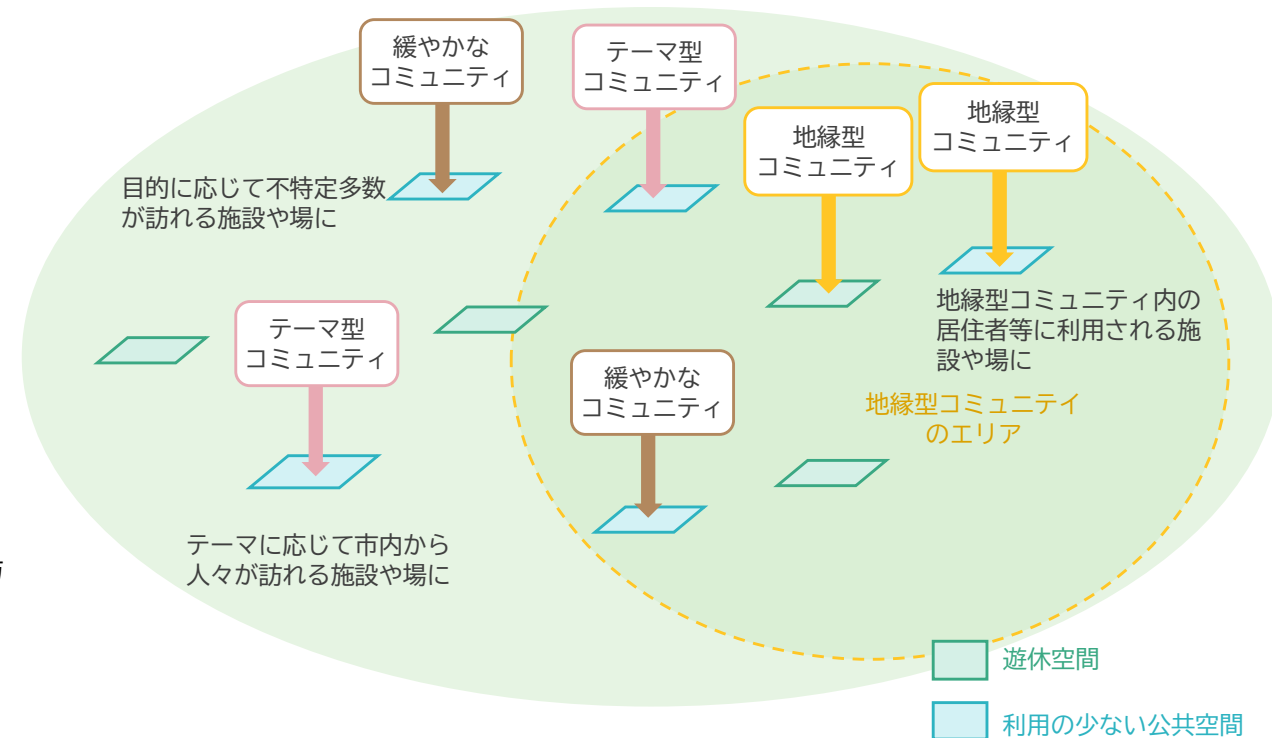 緩やかな
コミュニティ
テーマ型
コミュニティ
地縁型
コミュニティ
地縁型
コミュニティ
目的に応じて不特定多数
が訪れる施設や場に
地縁型コミュニティ内の
居住者等に利用される施
設や場に
テーマ型
コミュニティ
緩やかな
コミュニティ
地縁型コミュニテイ
のエリア
テーマに応じて市内から
人々が訪れる施設や場に
遊休空間
利用の少ない公共空間